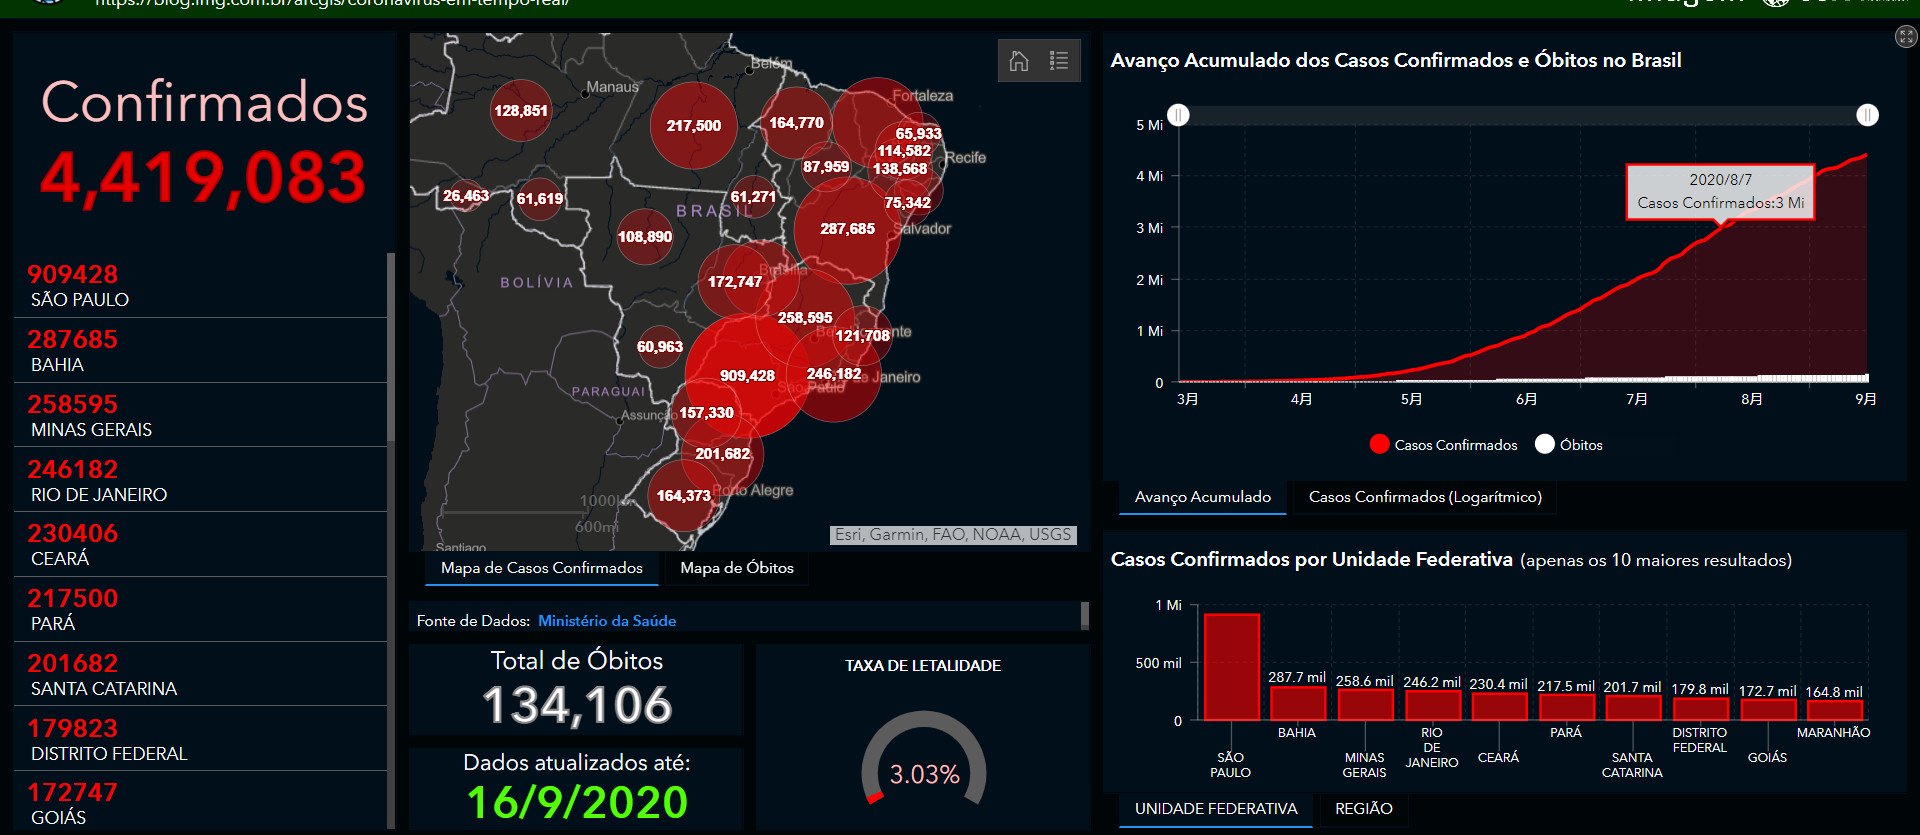 https://blog.img.com.br/arcgis/coronavirus-em-tempo-real/
Confirmados
4,419,083
909428
SÃO PAULO
287685
BAHIA
258595
MINAS GERAIS
246182
RIO DE JANEIRO
230406
CEARÁ
217500
PARÁ
201682
SANTA CATARINA
179823
DISTRITO FEDERAL
172747
GOIÁS
Belém
Manaus
128,851
217,500
164,770
Fortaleza
65,933
114,582
Recife
87,959
138,568
26,463
61,619
61,271
75,342
BRASIL
108,890
287,685
Salvador
Brasília
172,747
BOLÍVIA
258,595
121,708
60,963
909,428
246,182
de Janeiro
São Paulo
PARAGUAI
Assunção
157,330
201,682
164,373
Porto Alegre
1000km
600mi
Santiago
Esri, Garmin, FAO, NOAA, USGS
Mapa de Casos Confirmados
Mapa de Óbitos
Fonte de Dados: Ministério da Saúde
Total de Óbitos
134,106
Dados atualizados até:
16/9/2020
TAXA DE LETALIDADE
3.03%
Avanço Acumulado dos Casos Confirmados e Óbitos no Brasil
5 Mi
4 Mi
3 Mi
2 Mi
1 Mi
0
2020/8/7
Casos Confirmados:3 Mi
3月
4月
5月
6月
7月
8月
9月
Casos Confirmados
Óbitos
Avanço Acumulado
Casos Confirmados (Logarítmico)
Casos Confirmados por Unidade Federativa (apenas os 10 maiores resultados)
1 Mi
500 mil
0
287.7 mil
258.6 mil
246.2 mil
230.4 mil
217.5 mil
201.7 mil
179.8 mil
172.7 mil
164.8 mil
SÃO
PAULO
BAHIA
MINAS
GERAIS
RIO
DE
JANEIRO
CEARÁ
PARÁ
SANTA
CATARINA
DISTRITO
FEDERAL
GOIÁS
MARANHÃO
UNIDADE FEDERATIVA
REGIÃO